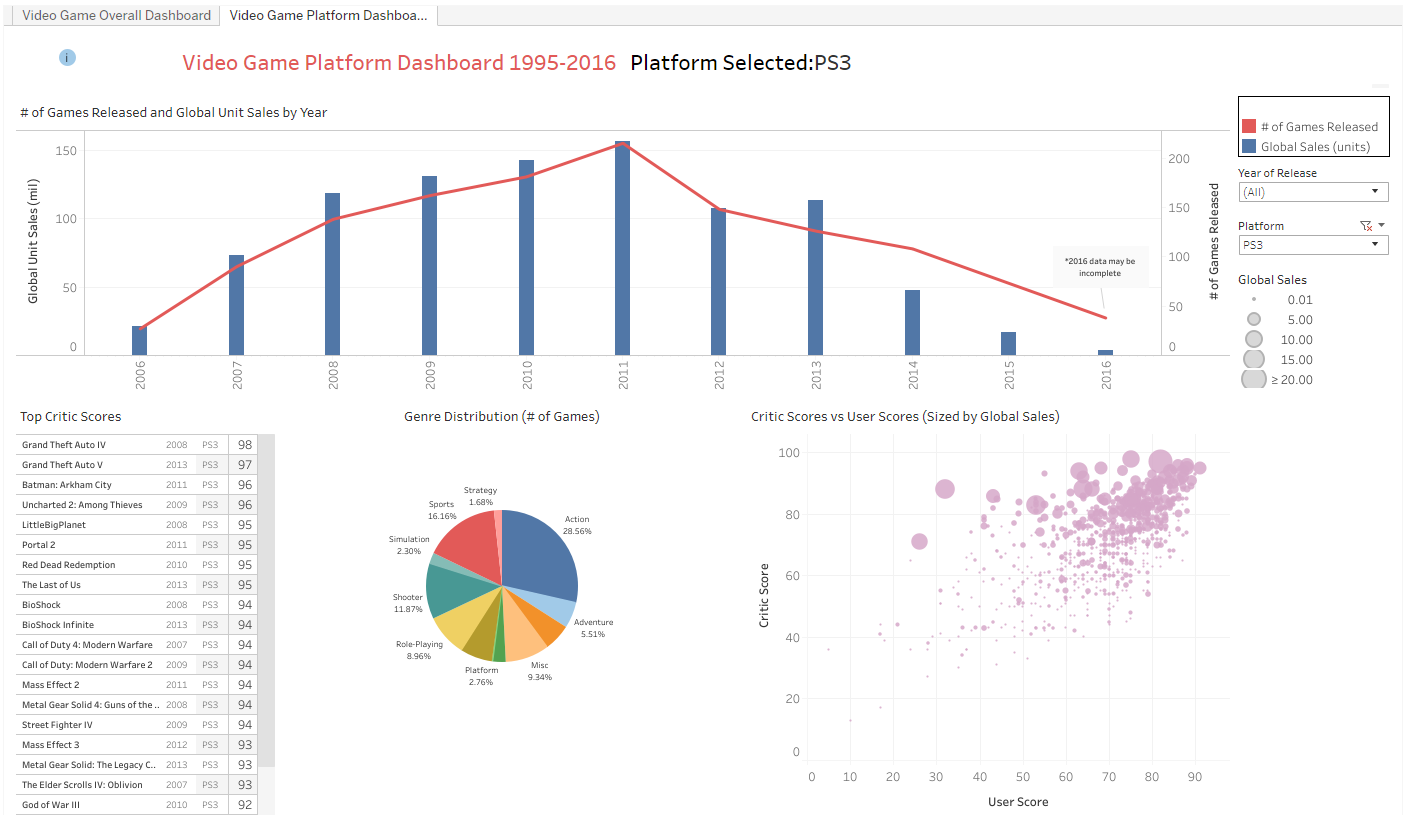 Video Game Overall Dashboard
Video Game Platform Dashboa...
i
Video Game Platform Dashboard 1995-2016 Platform Selected:PS3
# of Games Released and Global Unit Sales by Year
Global Unit Sales (mil)
150
100
50
0
200
150
100
50
0
# of Games Released
*2016 data may be
incomplete
2006
2007
2008
2009
2010
2011
2012
2013
2014
2015
2016
# of Games Released
Global Sales (units)
Year of Release
(All)
Platform
PS3
Global Sales
0.01
5.00
10.00
15.00
≥ 20.00
Top Critic Scores
Grand Theft Auto IV 2008 PS3 98
Grand Theft Auto V 2013 PS3 97
Batman: Arkham City 2011 PS3 96
Uncharted 2: Among Thieves 2009 PS3 96
LittleBigPlanet 2008 PS3 95
Portal 2 2011 PS3 95
Red Dead Redemption 2010 PS3 95
The Last of Us 2013 PS3 95
BioShock 2008 PS3 94
BioShock Infinite 2013 PS3 94
Call of Duty 4: Modern Warfare 2007 PS3 94
Call of Duty: Modern Warfare 2 2009 PS3 94
Mass Effect 2 2011 PS3 94
Metal Gear Solid 4: Guns of the .. 2008 PS3 94
Street Fighter IV 2009 PS3 94
Mass Effect 3 2012 PS3 93
Metal Gear Solid: The Legacy C.. 2013 PS3 93
The Elder Scrolls IV: Oblivion 2007 PS3 93
God of War III 2010 PS3 92
Genre Distribution (# of Games)
Strategy
1.68%
Sports
16.16%
Action
28.56%
Simulation
2.30%
Shooter
11.87%
Adventure
5.51%
Role-Playing
8.96%
Platform
2.76%
Misc
9.34%
Critic Scores vs User Scores (Sized by Global Sales)
Critic Score
100
80
60
40
20
0
0
10
20
30
40
50
60
70
80
90
User Score